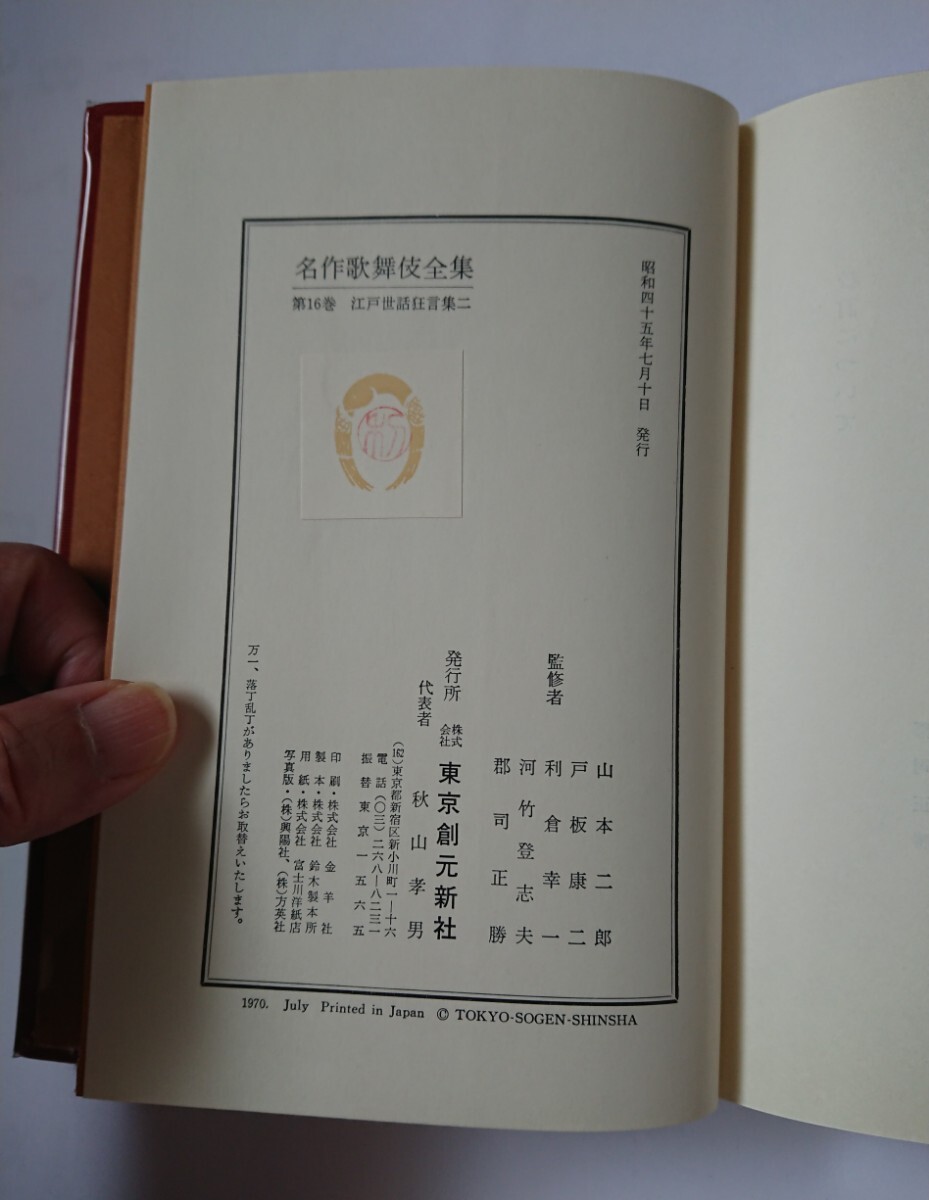 名作歌舞伎全集
第16巻 江戸世話狂言集二
昭和四十五年七月十日 発行
監修者
山本二郎
戸板康二
利倉幸一
河竹登志夫
郡司正勝
発行所 株式会社 東京創元新社
代表者 秋山孝男
(162)東京都新宿区新小川町一―十六
電話(〇三)二六八―八二三一
振替東京一五六五
印刷・株式会社 金羊社
製本・株式会社 鈴木製本所
用紙・株式会社 富士川洋紙店
写真版・(株)興陽社、(株)方英社
万一、落丁乱丁がありましたらお取替えいたします。
1970. July Printed in Japan © TOKYO-SOGEN-SHINSHA